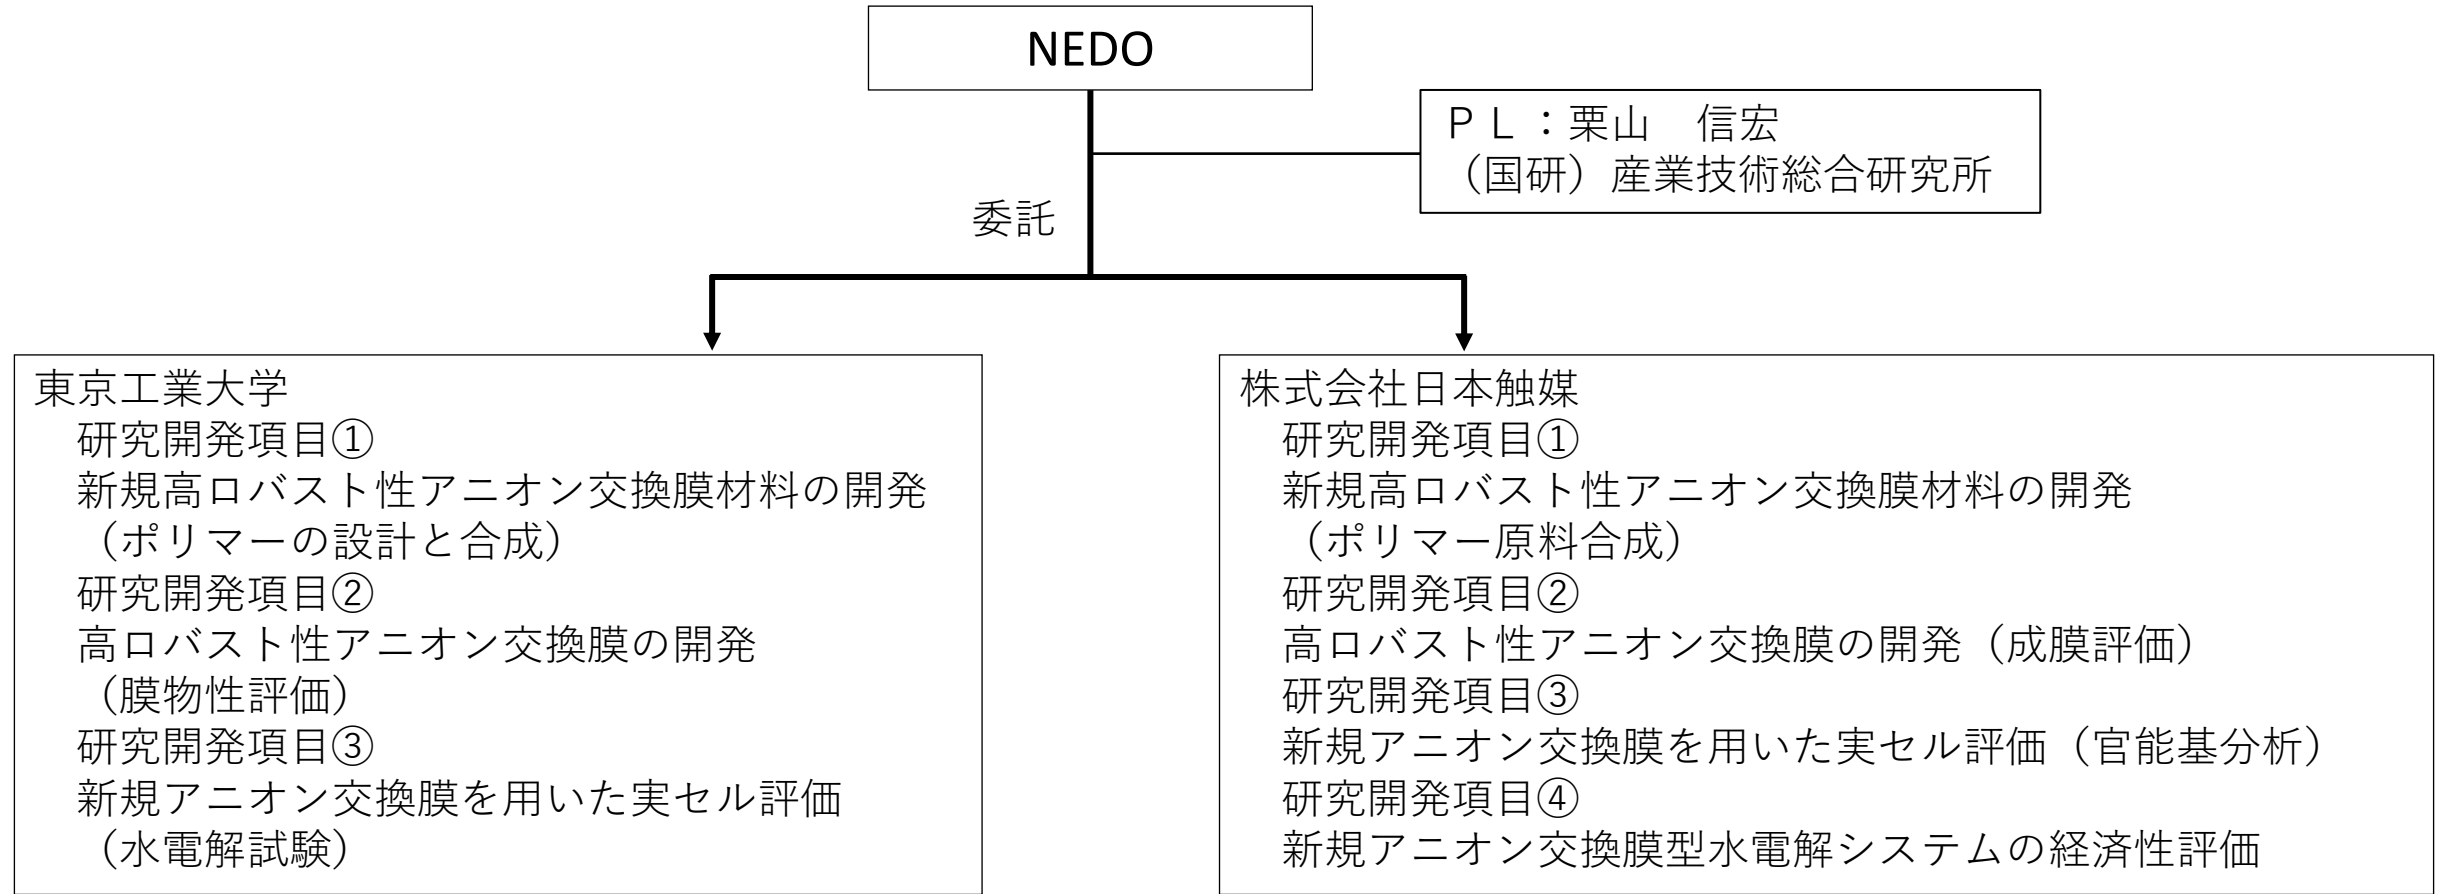 NEDO
ＰＬ：栗山　信宏
（国研）産業技術総合研究所
委託
東京工業大学
研究開発項目①
新規高ロバスト性アニオン交換膜材料の開発
（ポリマーの設計と合成）
研究開発項目②
高ロバスト性アニオン交換膜の開発
（膜物性評価）
研究開発項目③
新規アニオン交換膜を用いた実セル評価
（水電解試験）
株式会社日本触媒
研究開発項目①
新規高ロバスト性アニオン交換膜材料の開発
（ポリマー原料合成）
研究開発項目②
高ロバスト性アニオン交換膜の開発（成膜評価）
研究開発項目③
新規アニオン交換膜を用いた実セル評価（官能基分析）
研究開発項目④
新規アニオン交換膜型水電解システムの経済性評価